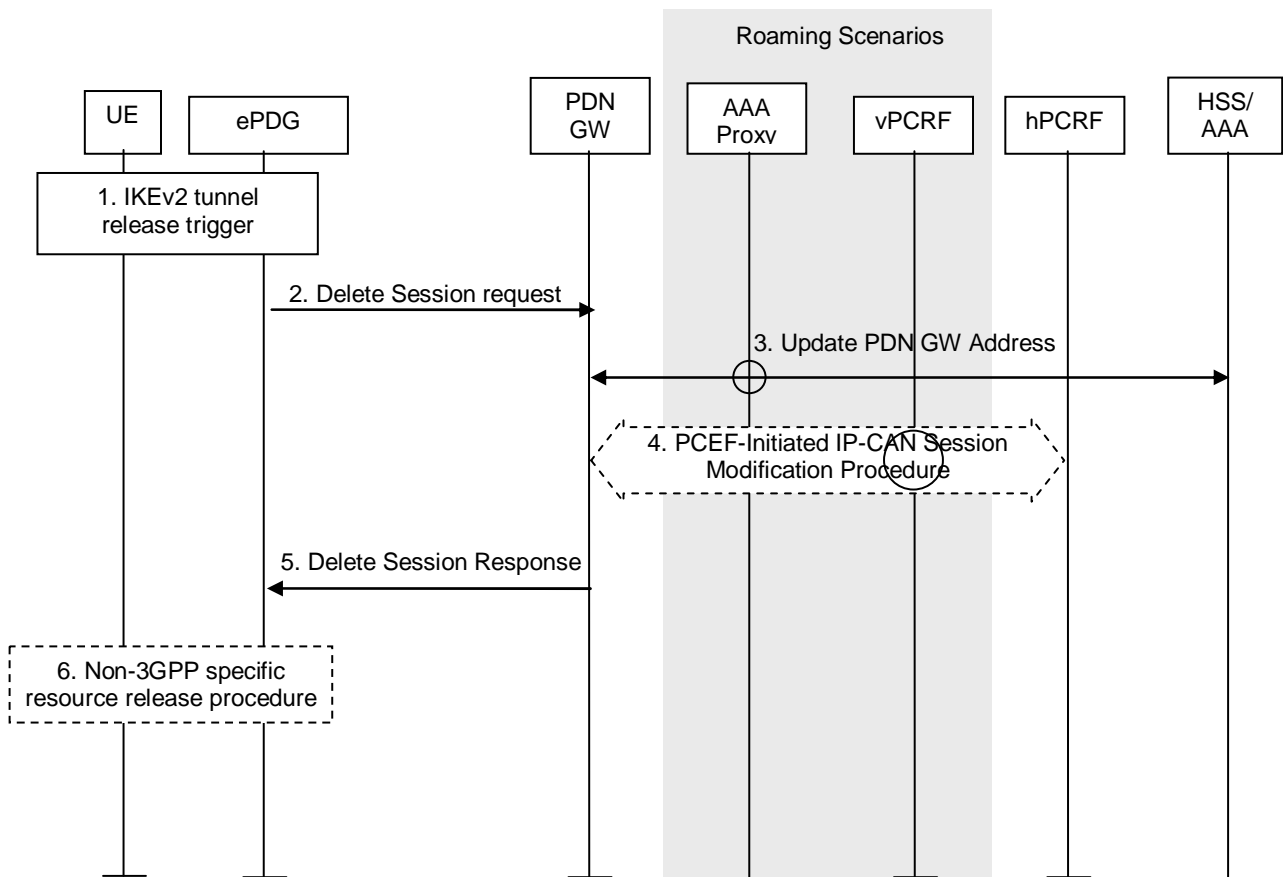 Roaming Scenarios
UE
ePDG
PDN
GW
AAA
Proxy
vPCRF
hPCRF
HSS/
AAA
1. IKEv2 tunnel
release trigger
2. Delete Session request
3. Update PDN GW Address
4. PCEF-Initiated IP-CAN Session
Modification Procedure
5. Delete Session Response
6. Non-3GPP specific
resource release procedure